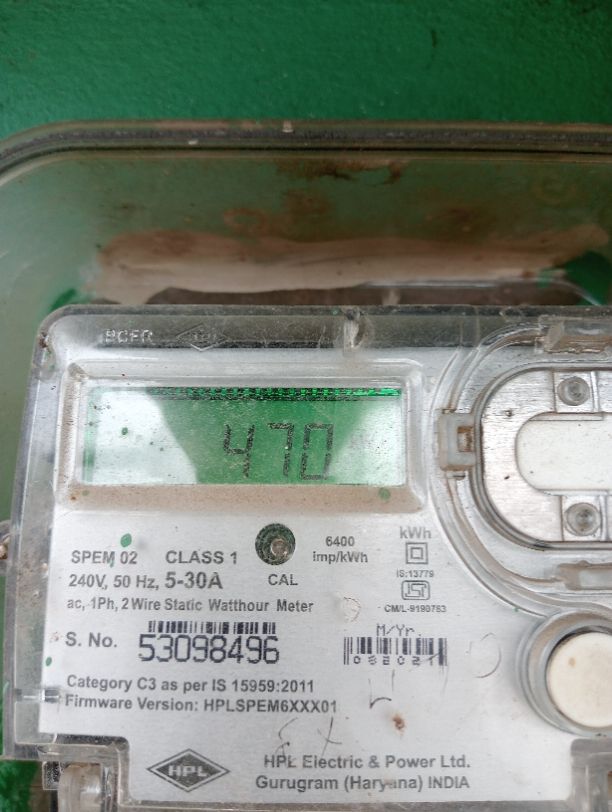 470
SPEM 02 CLASS 1
6400
imp/kWh
kWh
240V, 50 Hz, 5-30A
CAL
IS:13779
ac, 1Ph, 2 Wire Static Watthour Meter
CM/L-9190783
S. No. 53098496
M/Yr.
Category C3 as per IS 15959:2011
Firmware Version: HPLSPEM6XXX01
HPL
HPL Electric & Power Ltd.
Gurugram (Haryana) INDIA